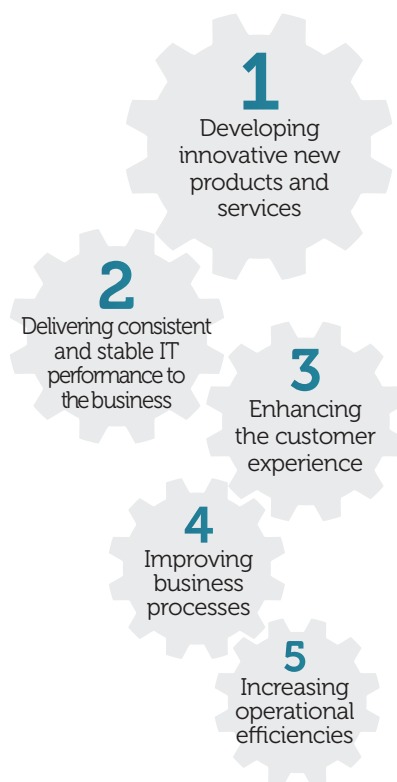 1
Developing
innovative new
products and
services
2
Delivering consistent
and stable IT
performance to
the business
3
Enhancing
the customer
experience
4
Improving
business
processes
5
Increasing
operational
efficiencies